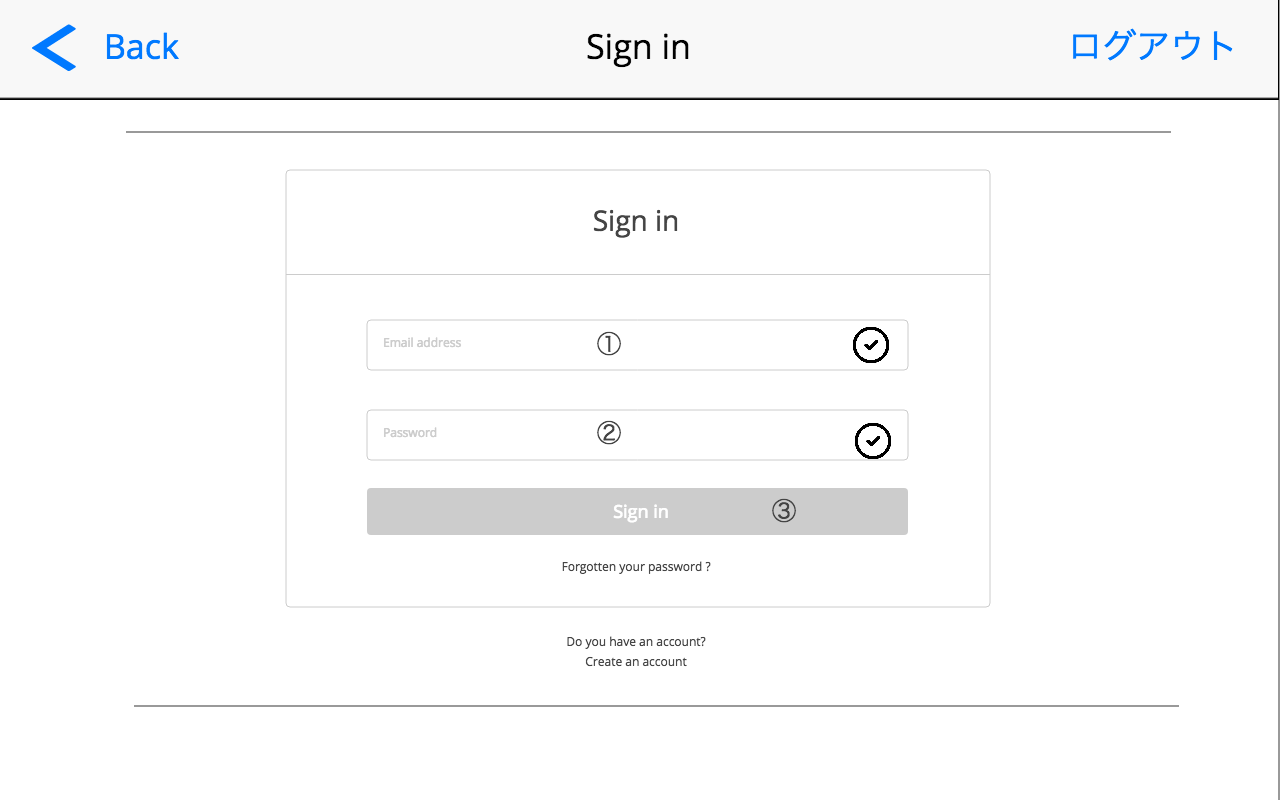 Back
Sign in
ログアウト
Sign in
Email address ①
Password ②
Sign in ③
Forgotten your password ?
Do you have an account?
Create an account